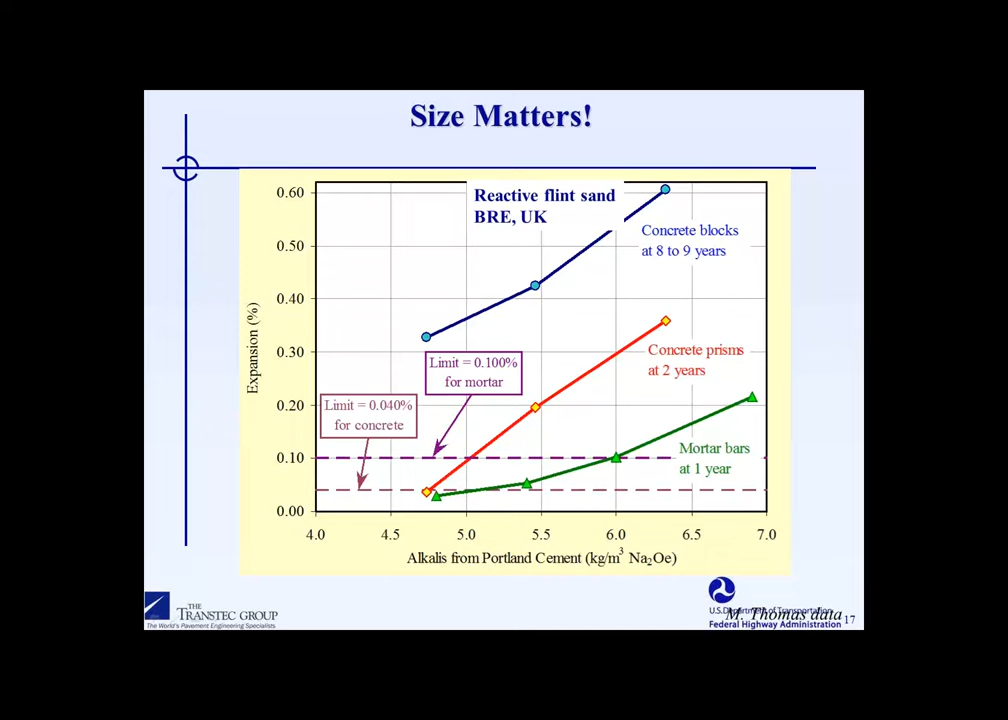 Size Matters!
Reactive flint sand
BRE, UK
0.60
0.50
0.40
0.30
0.20
0.10
0.00
Expansion (%)
Concrete blocks
at 8 to 9 years
Limit = 0.100%
for mortar
Concrete prisms
at 2 years
Limit = 0.040%
for concrete
Mortar bars
at 1 year
4.0 4.5 5.0 5.5 6.0 6.5 7.0
Alkalis from Portland Cement (kg/m³ Na₂Oe)
THE
TRANSTEC GROUP
The World's Pavement Engineering Specialists
U.S. Department of Transportation
Federal Highway Administration
M. Thomas data
17